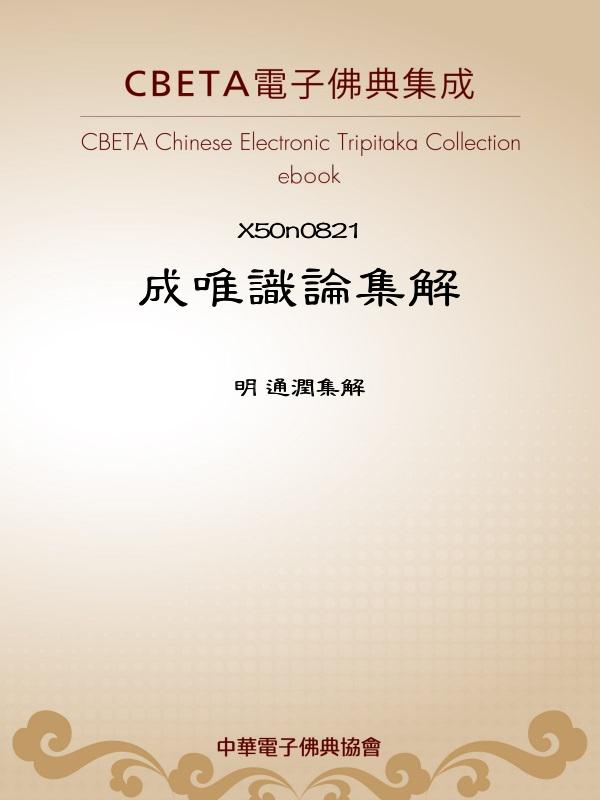 CBETA電子佛典集成
CBETA Chinese Electronic Tripitaka Collection
ebook
X50n0821
成唯識論集解
明 通潤集解
中華電子佛典協會